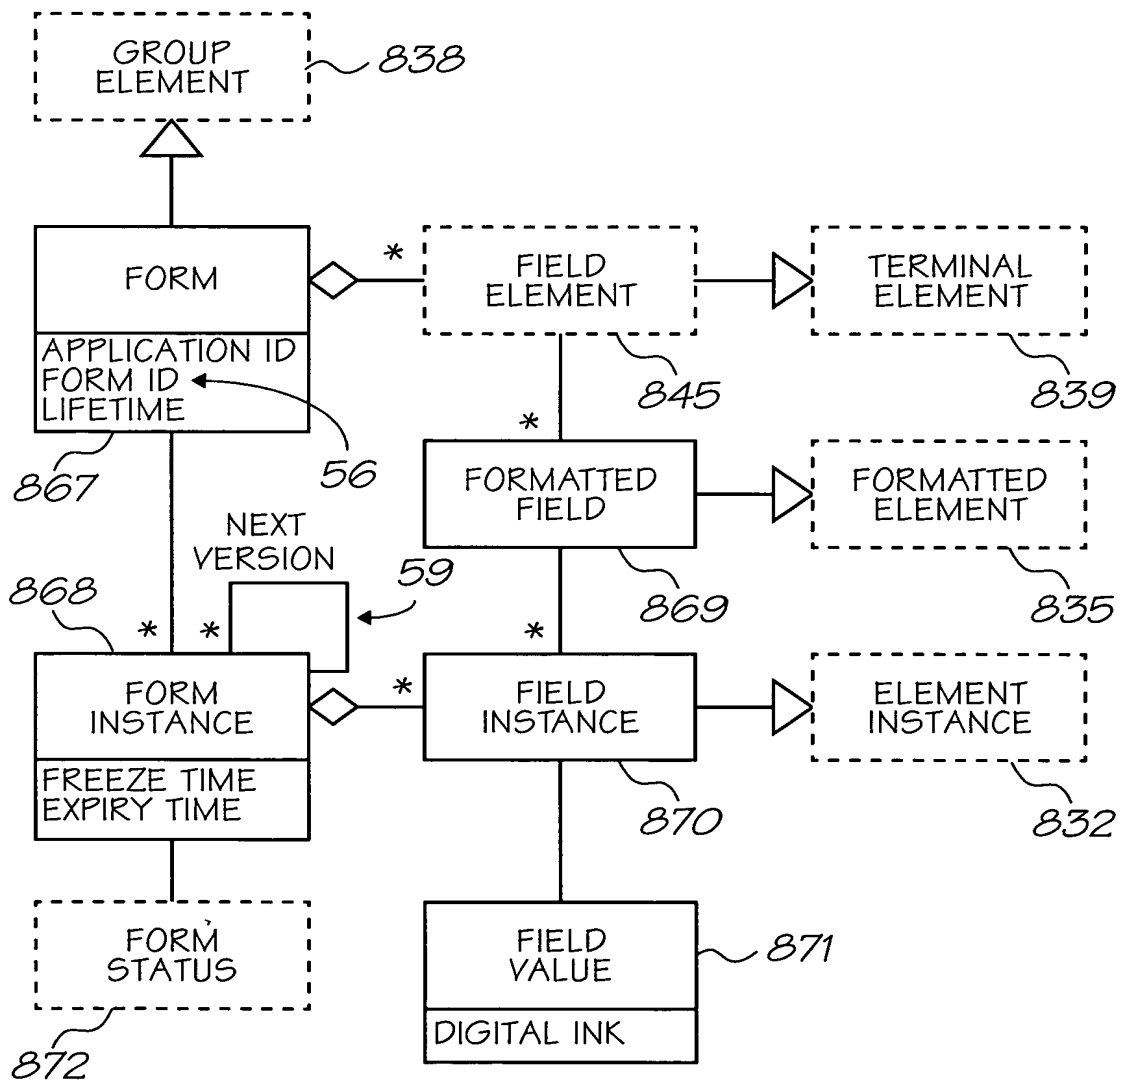 GROUP
ELEMENT
838
FORM
*
FIELD
ELEMENT
TERMINAL
ELEMENT
APPLICATION ID
FORM ID
LIFETIME
845
839
*
867
56
FORMATTED
FIELD
FORMATTED
ELEMENT
NEXT
VERSION
59
868
869
835
*
*
*
FORM
INSTANCE
*
FIELD
INSTANCE
ELEMENT
INSTANCE
FREEZE TIME
EXPIRY TIME
870
832
FORM
STATUS
FIELD
VALUE
871
DIGITAL INK
872